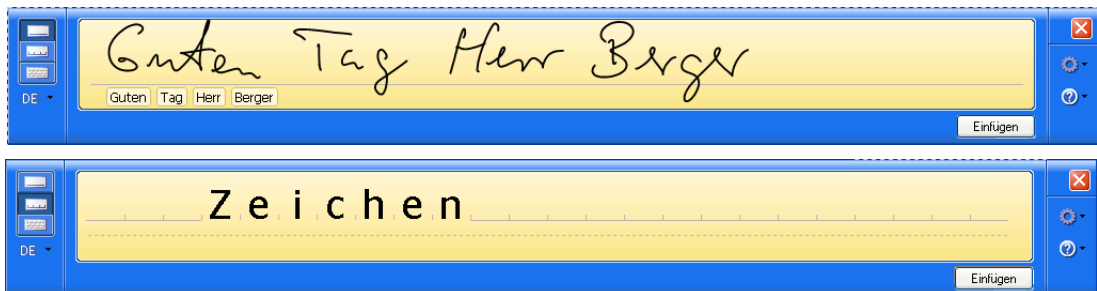 Guten Tag Herr Berger
Guten Tag Herr Berger
DE
Einfügen
Zeichen
DE
Einfügen